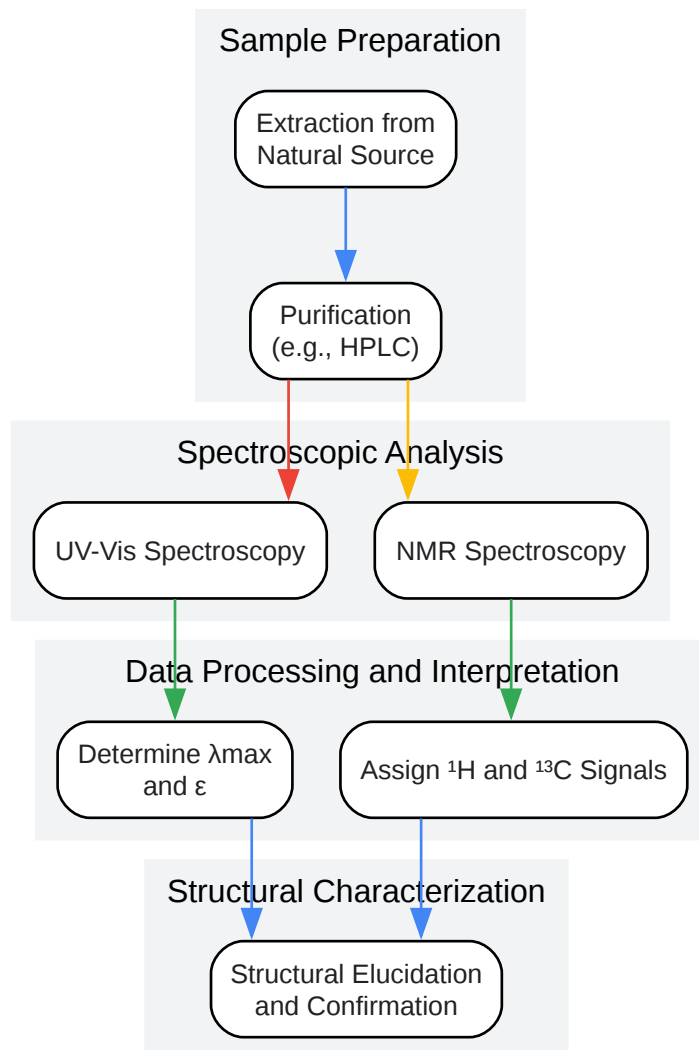 Sample Preparation
Extraction from
Natural Source
Purification
(e.g., HPLC)
Spectroscopic Analysis
UV-Vis Spectroscopy
NMR Spectroscopy
Data Processing and Interpretation
Determine λmax
and ε
Assign ¹H and ¹³C Signals
Structural Characterization
Structural Elucidation
and Confirmation